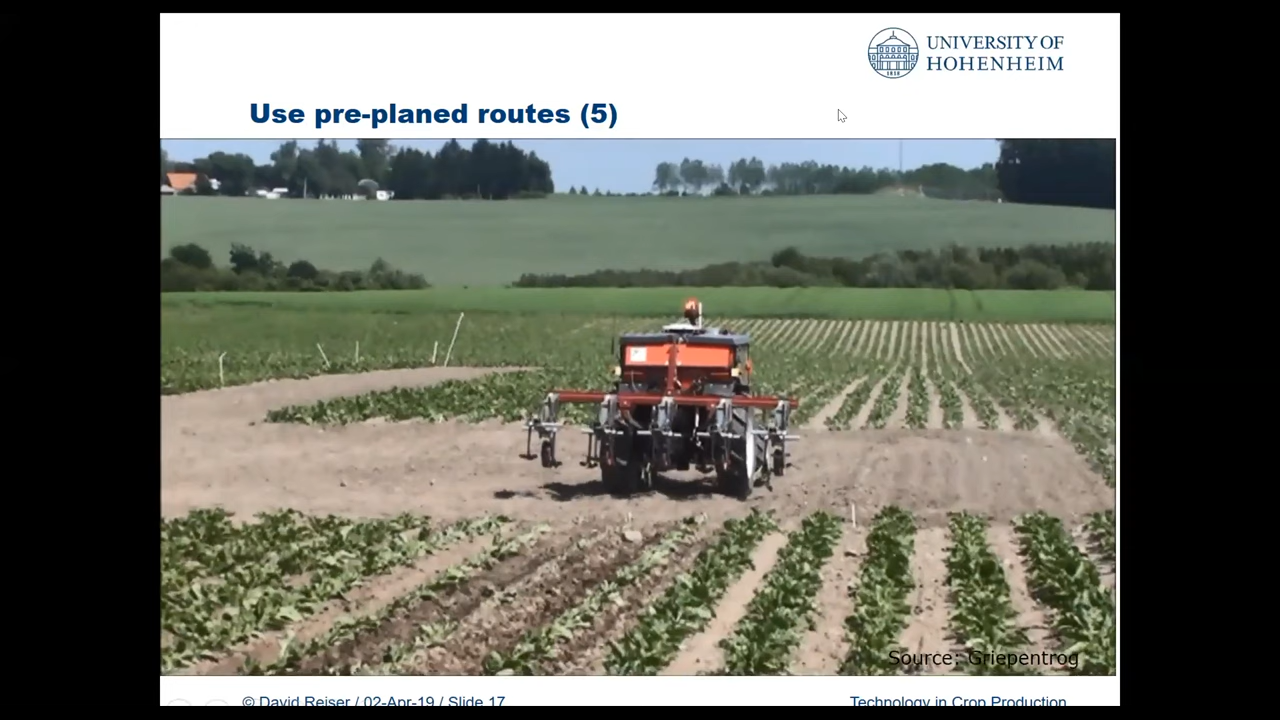 UNIVERSITY OF
HOHENHEIM
1818
Use pre-planed routes (5)
Source: Griepentrog
© David Reiser / 02-Apr-19 / Slide 17
Technology in Crop Production